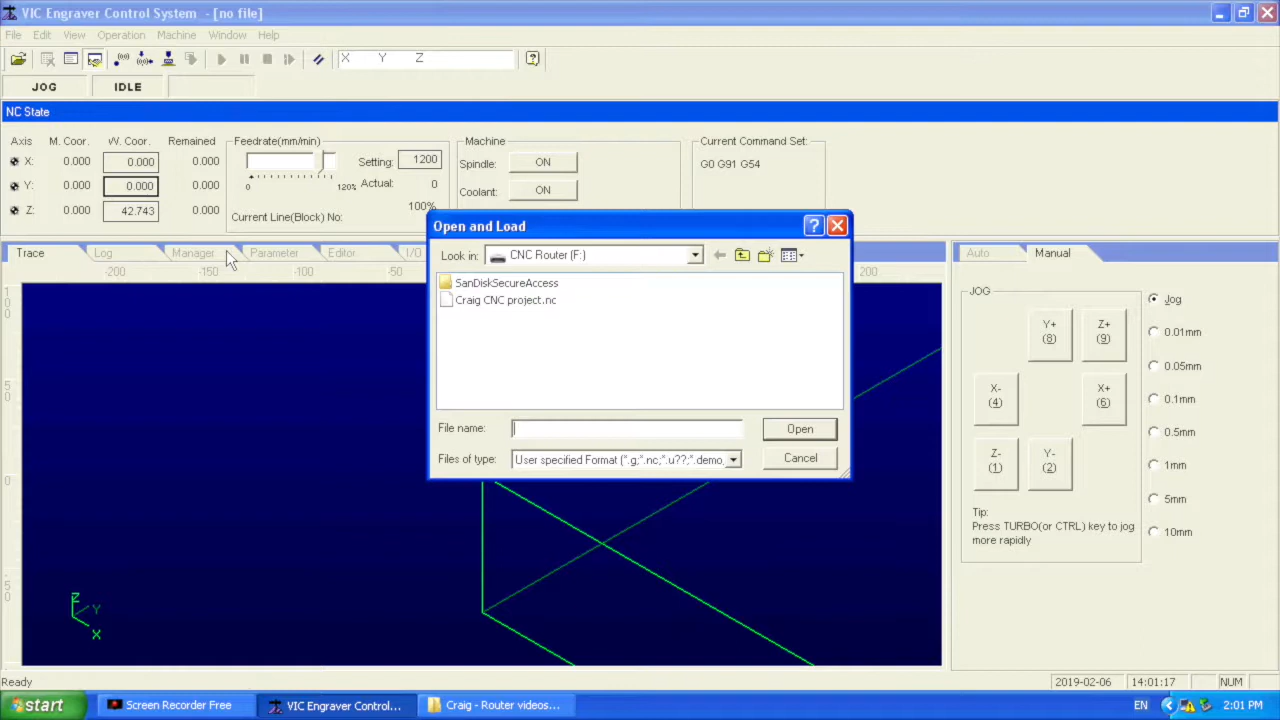 VIC Engraver Control System - [no file]
File Edit View Operation Machine Window Help
X Y Z
JOG IDLE
NC State
Axis M. Coor. W. Coor. Remained
X: 0.000 0.000 0.000
Y: 0.000 0.000 0.000
Z: 0.000 42.743 0.000
Feedrate(mm/min)
Setting: 1200
0 120%
Actual: 0
100%
Current Line(Block) No:
Machine
Spindle: ON
Coolant: ON
Current Command Set:
G0 G91 G54
Trace Log Manager Parameter Editor I/O
-200 -150 -100 -50 200
100
50
0
-50
Z
Y
X
Open and Load
Look in: CNC Router (F:)
SanDiskSecureAccess
Craig CNC project.nc
File name: Open
Files of type: User specified Format (*.g;*.nc;*.u??;*.demo, Cancel
Auto Manual
JOG
Y+
(8)
Z+
(9)
X-
(4)
X+
(6)
Z-
(1)
Y-
(2)
Tip:
Press TURBO(or CTRL) key to jog
more rapidly
Jog
0.01mm
0.05mm
0.1mm
0.5mm
1mm
5mm
10mm
Ready 2019-02-06 14:01:17 NUM
start Screen Recorder Free VIC Engraver Control... Craig - Router videos... EN 2:01 PM